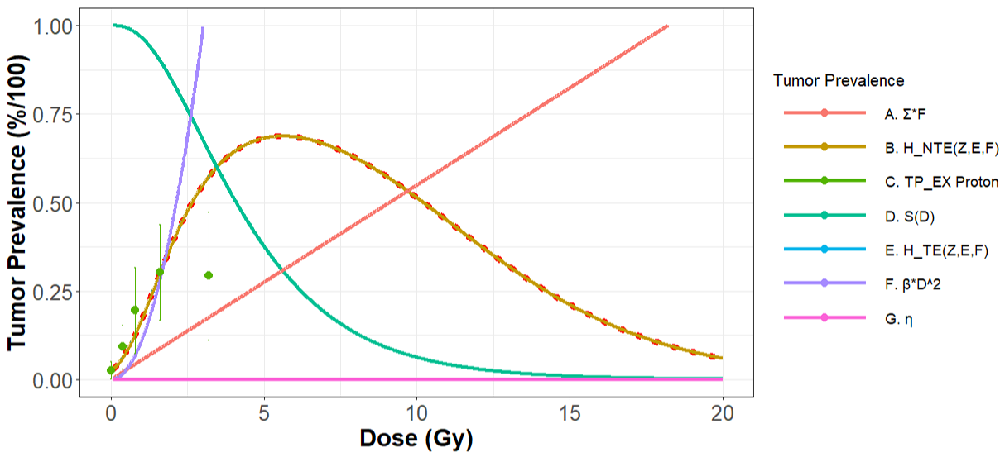 1.00
0.75
0.50
0.25
0.00
Tumor Prevalence (%/100)
0
5
10
15
20
Dose (Gy)
Tumor Prevalence
A. Σ*F
B. H_NTE(Z,E,F)
C. TP_EX Proton
D. S(D)
E. H_TE(Z,E,F)
F. β*D^2
G. η